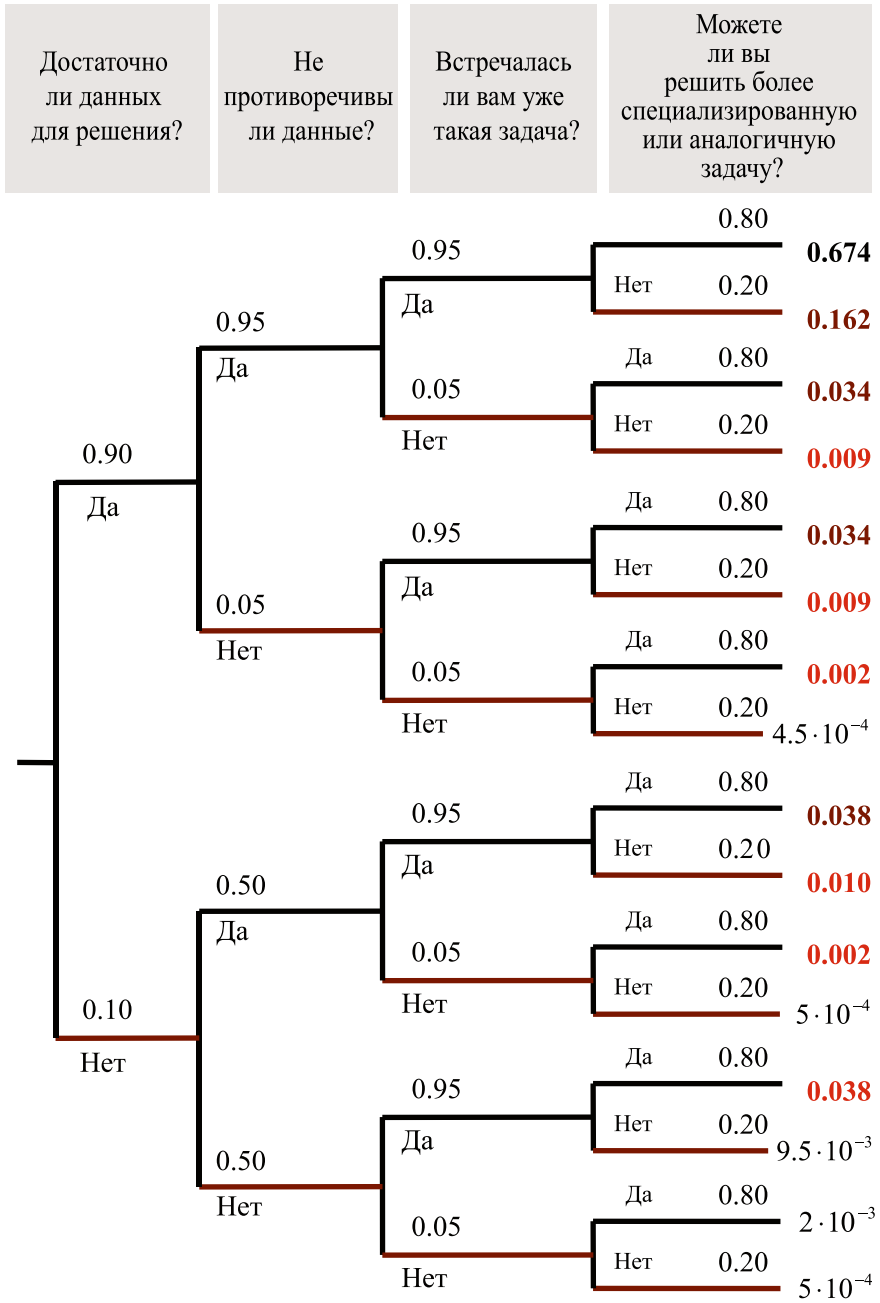 Достаточно
ли данных
для решения?
Не
противоречивы
ли данные?
Встречалась
ли вам уже
такая задача?
Можете
ли вы
решить более
специализированную
или аналогичную
задачу?
0.80
0.95
0.674
Нет 0.20
Да
0.162
0.95
Да
Да 0.80
0.05
0.034
Нет 0.20
Нет
0.90
0.009
Да
Да 0.80
0.95
0.034
Нет 0.20
Да
0.05
0.009
Нет
Да 0.80
0.05
0.002
Нет 0.20
Нет
4.5·10⁻⁴
Да 0.80
0.95
0.038
Нет 0.20
Да
0.50
0.010
Да
Да 0.80
0.05
0.002
Нет 0.20
Нет
0.10
5·10⁻⁴
Нет
Да 0.80
0.95
0.038
Нет 0.20
Да
0.50
9.5·10⁻³
Нет
Да 0.80
0.05
2·10⁻³
Нет 0.20
Нет
5·10⁻⁴